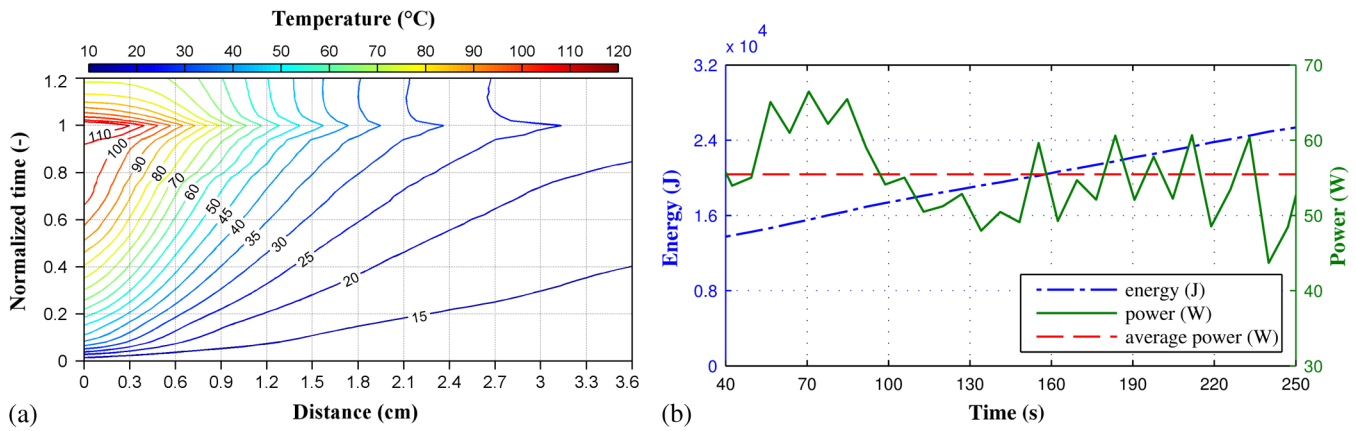 Temperature (°C)
10 20 30 40 50 60 70 80 90 100 110 120
Normalized time (-)
1.2
1
0.8
0.6
0.4
0.2
0
110
100
90
80
70
60
50
45
40
35
30
25
20
15
0 0.3 0.6 0.9 1.2 1.5 1.8 2.1 2.4 2.7 3 3.3 3.6
Distance (cm)
(a)
x 10 4
Energy (J)
3.2
2.4
1.6
0.8
0
70
60
50
40
30
Power (W)
energy (J)
power (W)
average power (W)
40 70 100 130 160 190 220 250
Time (s)
(b)